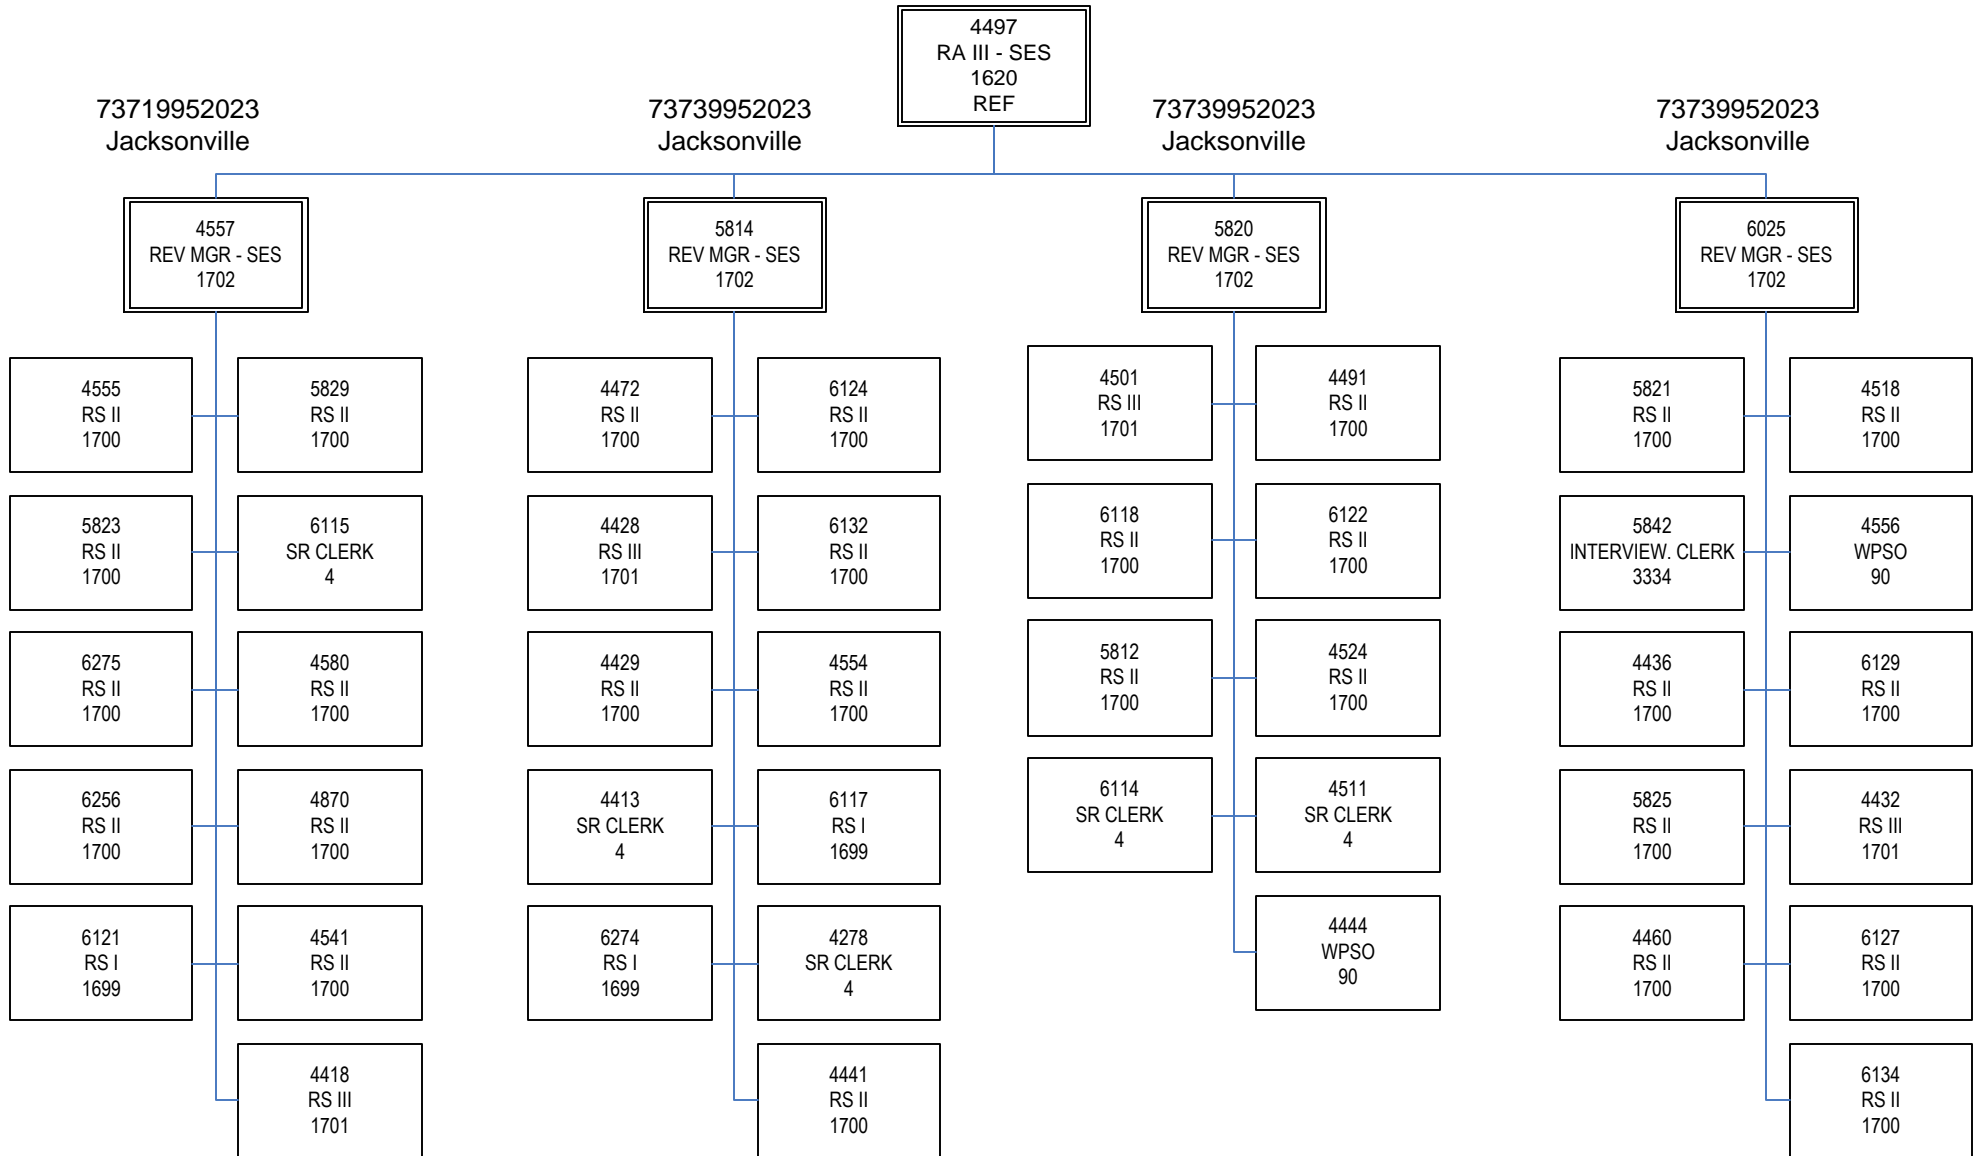 4497
RA III - SES
1620
REF
73719952023
Jacksonville
73739952023
Jacksonville
73739952023
Jacksonville
73739952023
Jacksonville
4557
REV MGR - SES
1702
5814
REV MGR - SES
1702
5820
REV MGR - SES
1702
6025
REV MGR - SES
1702
4555
RS II
1700
5829
RS II
1700
5823
RS II
1700
6115
SR CLERK
4
6275
RS II
1700
4580
RS II
1700
6256
RS II
1700
4870
RS II
1700
6121
RS I
1699
4541
RS II
1700
4418
RS III
1701
4472
RS II
1700
6124
RS II
1700
4428
RS III
1701
6132
RS II
1700
4429
RS II
1700
4554
RS II
1700
4413
SR CLERK
4
6117
RS I
1699
6274
RS I
1699
4278
SR CLERK
4
4441
RS II
1700
4501
RS III
1701
4491
RS II
1700
6118
RS II
1700
6122
RS II
1700
5812
RS II
1700
4524
RS II
1700
6114
SR CLERK
4
4511
SR CLERK
4
4444
WPSO
90
5821
RS II
1700
4518
RS II
1700
5842
INTERVIEW. CLERK
3334
4556
WPSO
90
4436
RS II
1700
6129
RS II
1700
5825
RS II
1700
4432
RS III
1701
4460
RS II
1700
6127
RS II
1700
6134
RS II
1700